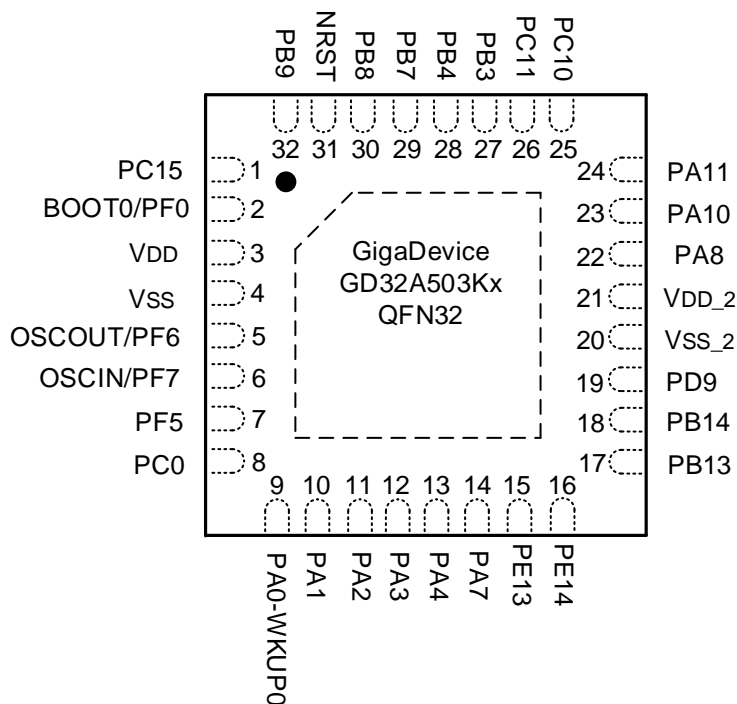 PB9
NRST
PB8
PB7
PB4
PB3
PC11
PC10
32 31 30 29 28 27 26 25
PC15 1
BOOT0/PF0 2
VDD 3
VSS 4
OSCOUT/PF6 5
OSCIN/PF7 6
PF5 7
PC0 8
GigaDevice
GD32A503Kx
QFN32
24 PA11
23 PA10
22 PA8
21 VDD_2
20 VSS_2
19 PD9
18 PB14
17 PB13
9 10 11 12 13 14 15 16
PA0-WKUP0
PA1
PA2
PA3
PA4
PA7
PE13
PE14